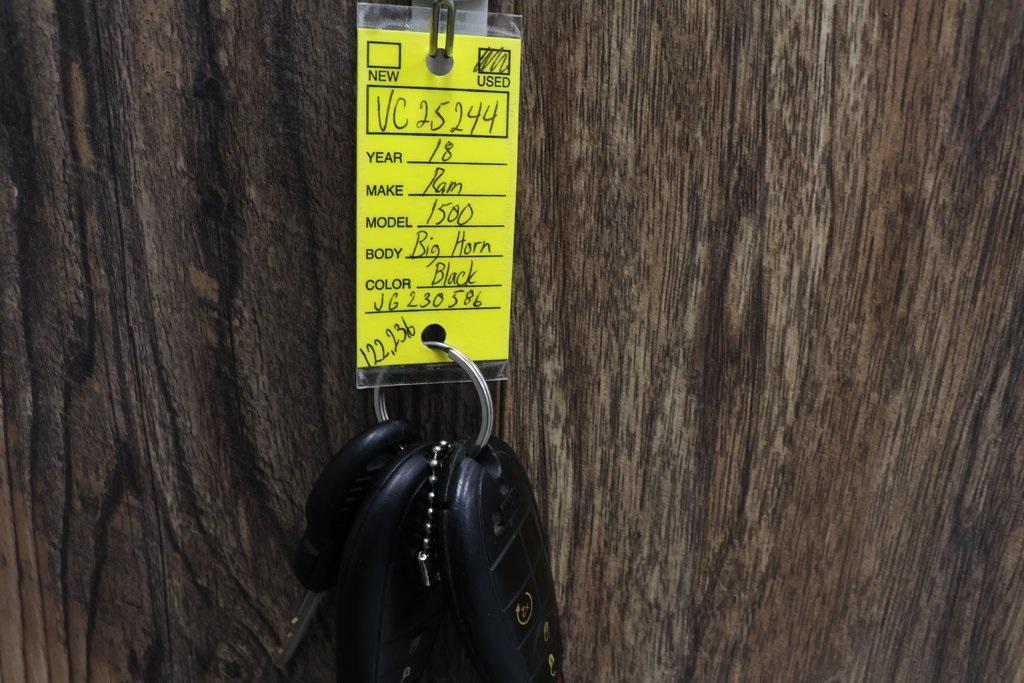 NEW USED
VC 25244
YEAR 18
MAKE Ram
MODEL 1500
BODY Big Horn
COLOR Black
JG 230586
122,236